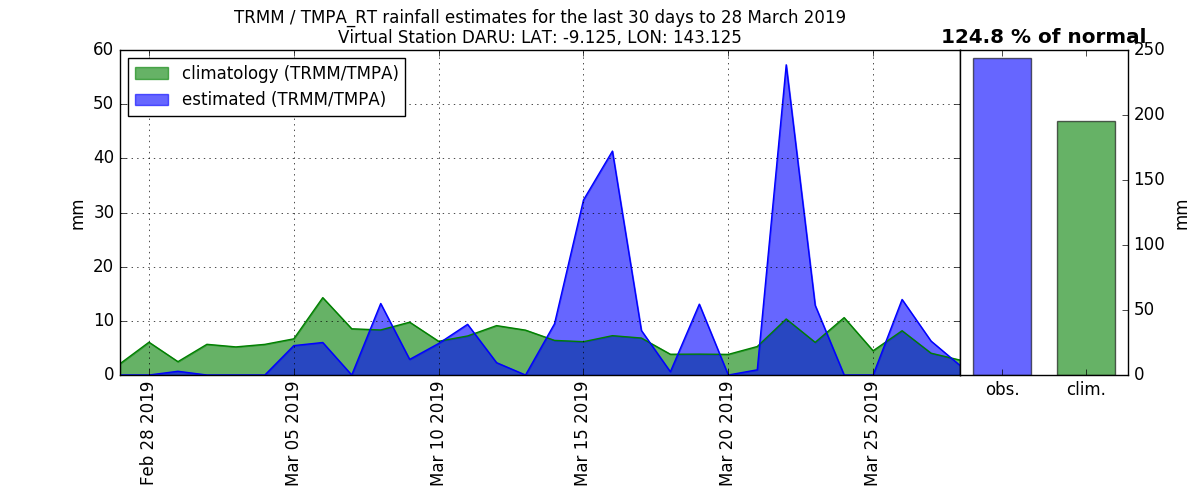 TRMM / TMPA_RT rainfall estimates for the last 30 days to 28 March 2019
Virtual Station DARU: LAT: -9.125, LON: 143.125
124.8 % of normal
climatology (TRMM/TMPA)
estimated (TRMM/TMPA)
60
50
40
30
20
10
0
mm
Feb 28 2019
Mar 05 2019
Mar 10 2019
Mar 15 2019
Mar 20 2019
Mar 25 2019
obs.
clim.
250
200
150
100
50
0
mm